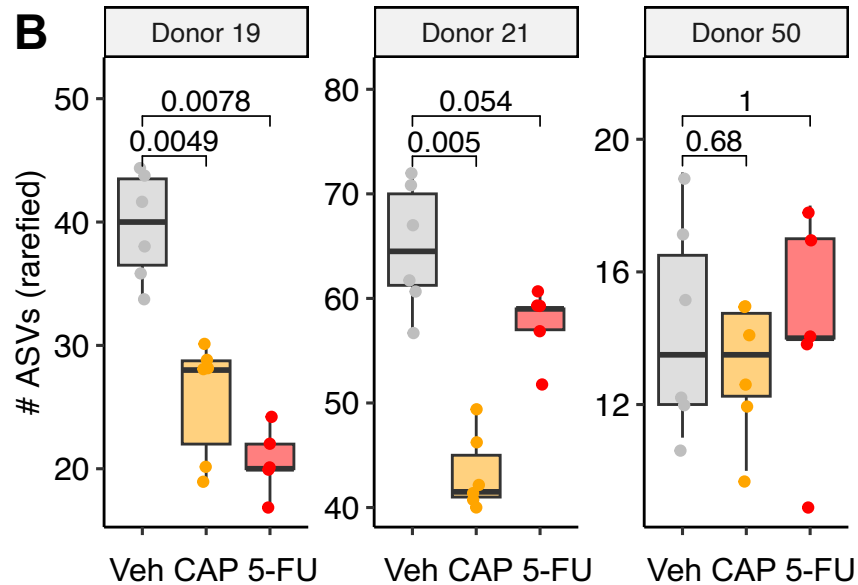 B
Donor 19
Donor 21
Donor 50
# ASVs (rarefied)
50
40
30
20
0.0078
0.0049
80
70
60
50
40
0.054
0.005
20
16
12
1
0.68
Veh CAP 5-FU
Veh CAP 5-FU
Veh CAP 5-FU